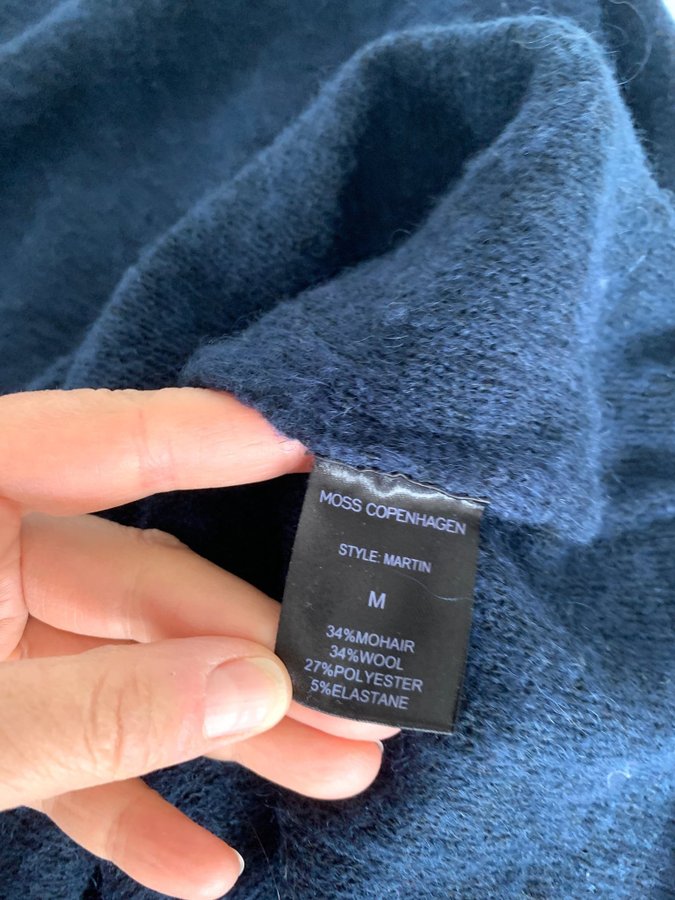 MOSS COPENHAGEN
STYLE: MARTIN
M
34%MOHAIR
34%WOOL
27%POLYESTER
5%ELASTANE